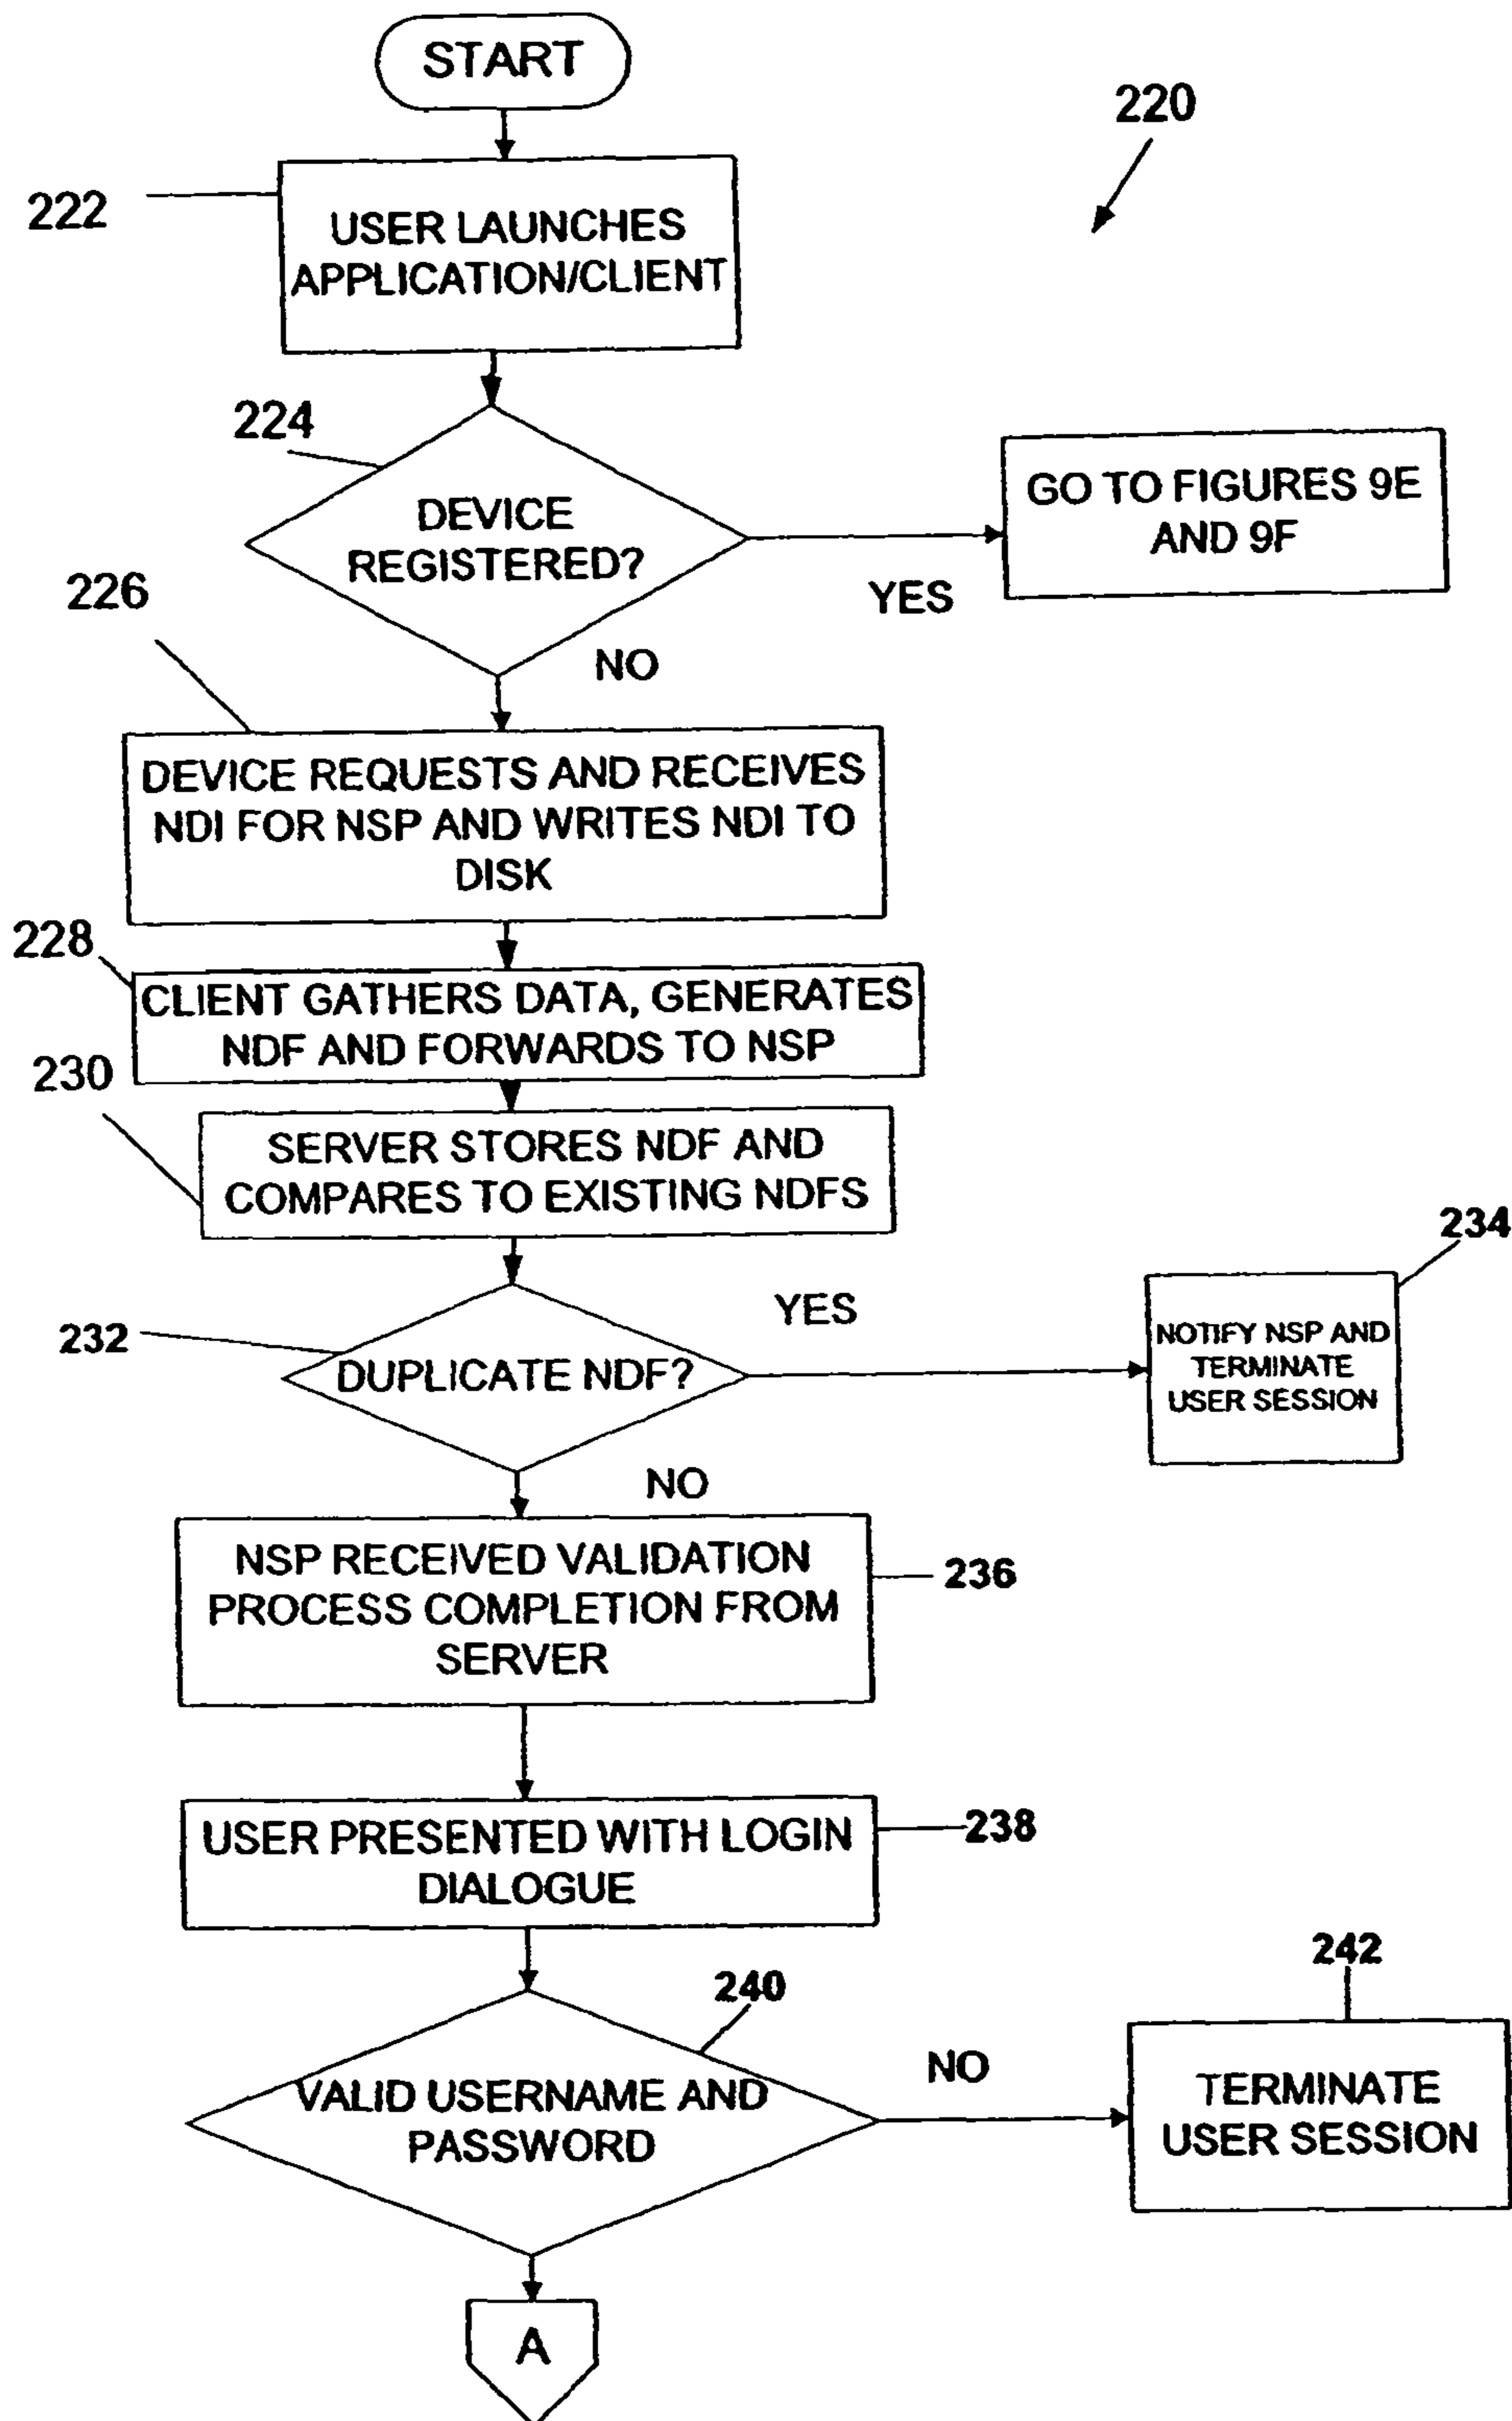 START
220
222
USER LAUNCHES
APPLICATION/CLIENT
224
DEVICE
REGISTERED?
GO TO FIGURES 9E
AND 9F
YES
226
NO
DEVICE REQUESTS AND RECEIVES
NDI FOR NSP AND WRITES NDI TO
DISK
228
CLIENT GATHERS DATA, GENERATES
NDF AND FORWARDS TO NSP
230
SERVER STORES NDF AND
COMPARES TO EXISTING NDFS
234
YES
232
DUPLICATE NDF?
NOTIFY NSP AND
TERMINATE
USER SESSION
NO
NSP RECEIVED VALIDATION
PROCESS COMPLETION FROM
SERVER
236
USER PRESENTED WITH LOGIN
DIALOGUE
238
242
240
NO
VALID USERNAME AND
PASSWORD
TERMINATE
USER SESSION
A